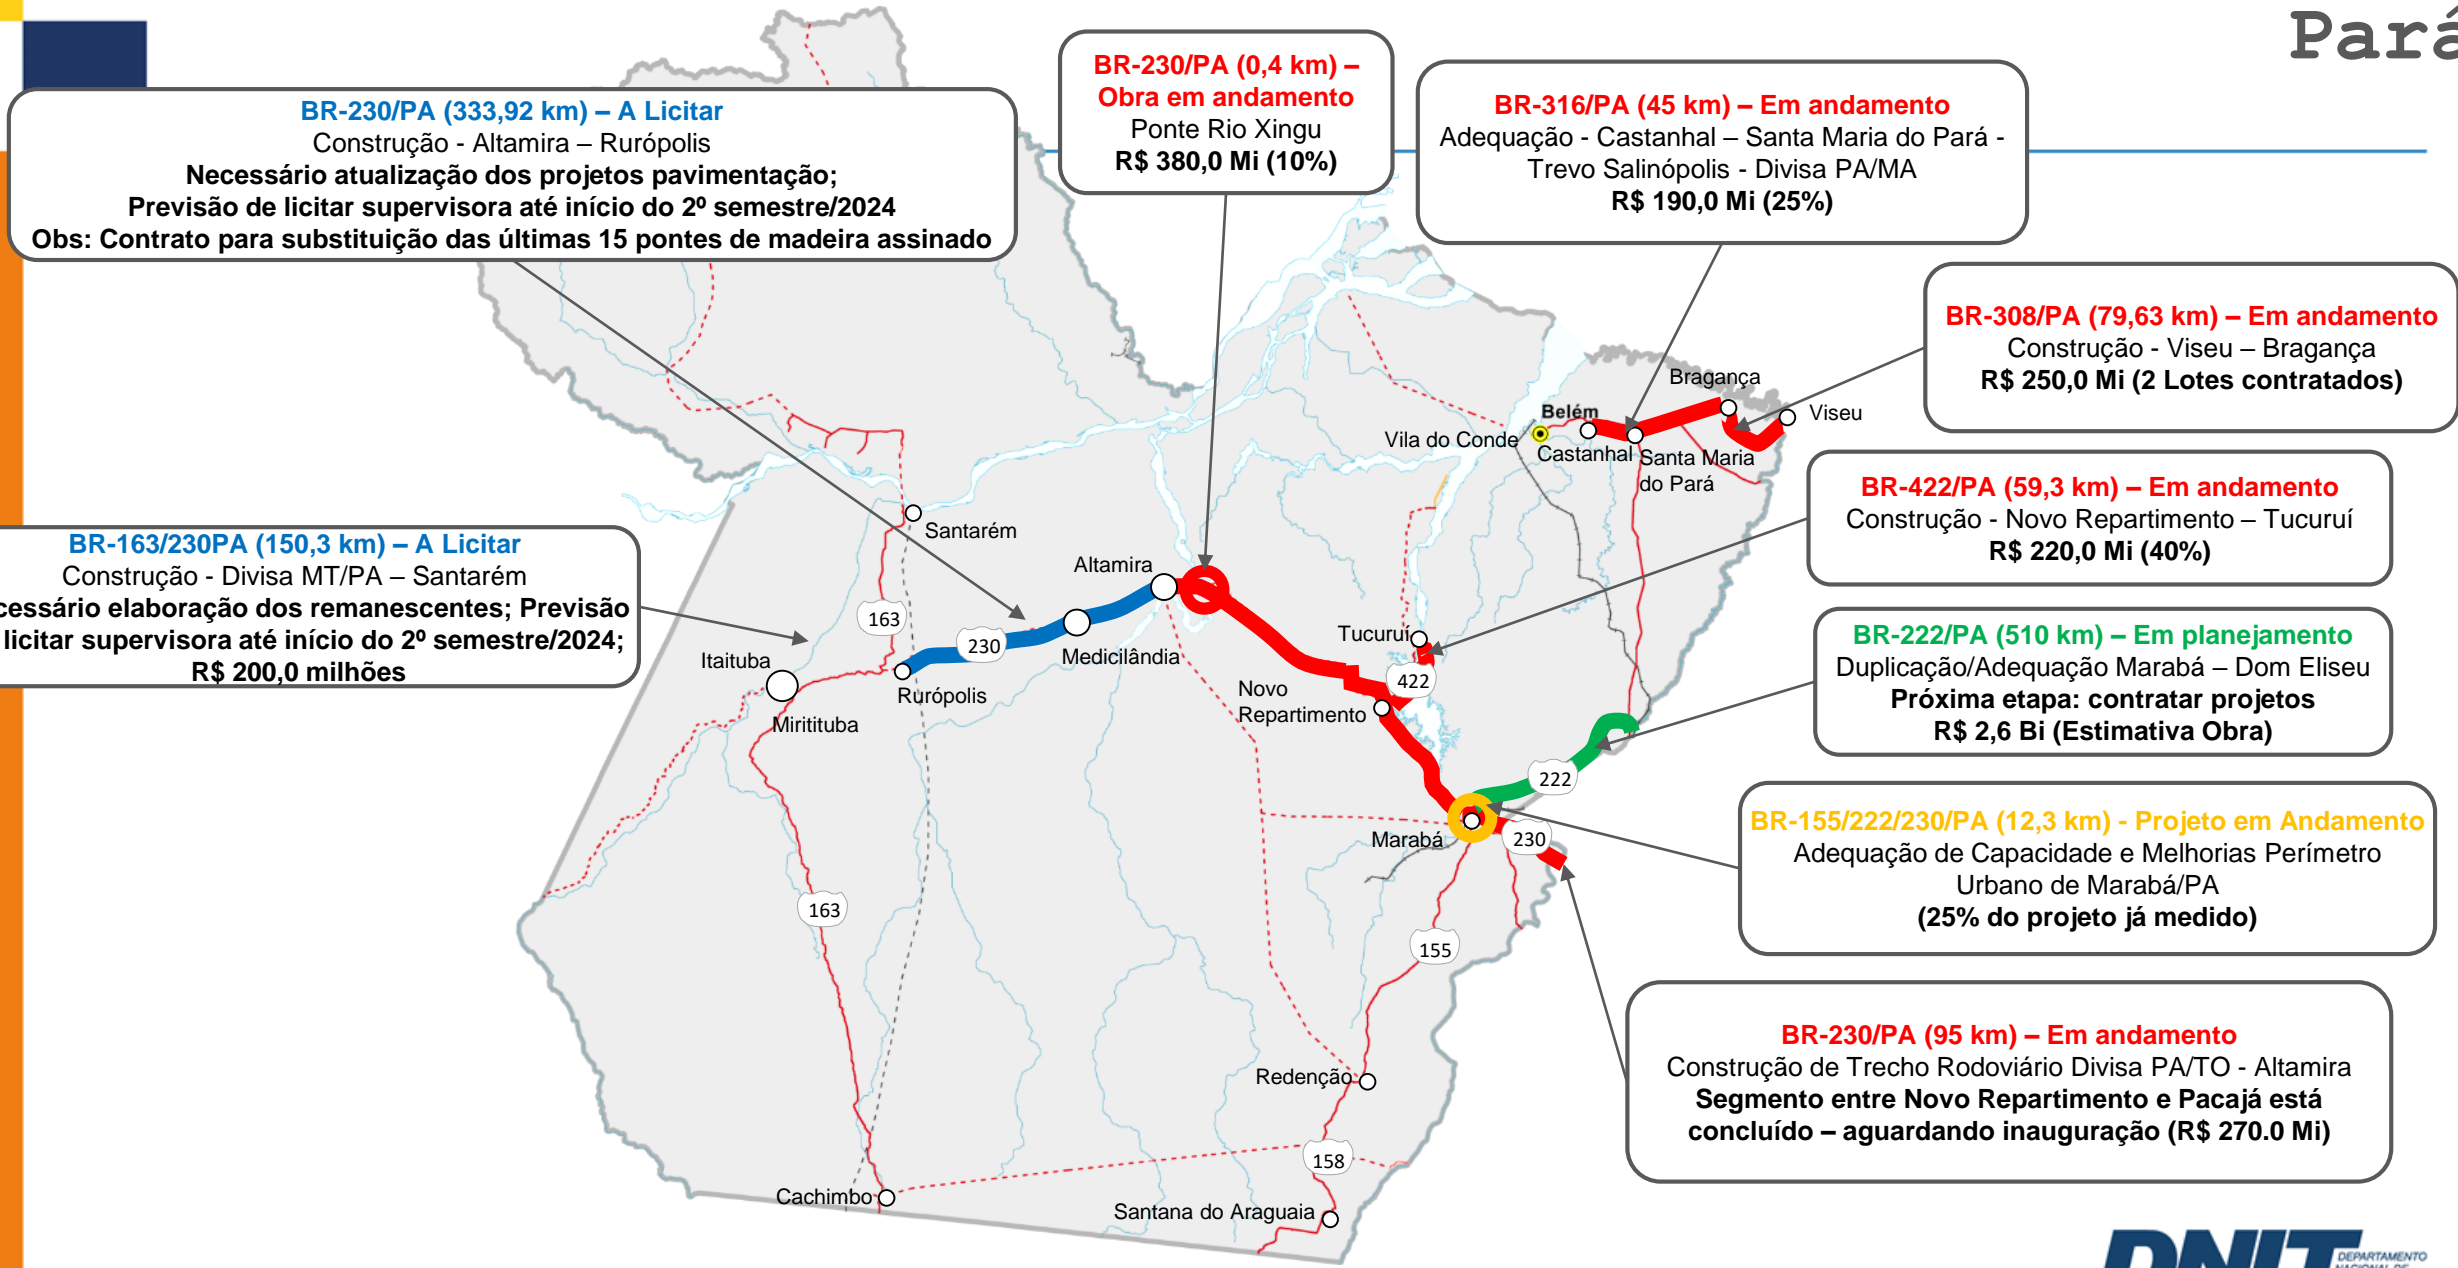 Pará
BR-230/PA (333,92 km) – A Licitar
Construção - Altamira – Rurópolis
Necessário atualização dos projetos pavimentação;
Previsão de licitar supervisora até início do 2º semestre/2024
Obs: Contrato para substituição das últimas 15 pontes de madeira assinado
BR-230/PA (0,4 km) –
Obra em andamento
Ponte Rio Xingu
R$ 380,0 Mi (10%)
BR-316/PA (45 km) – Em andamento
Adequação - Castanhal – Santa Maria do Pará -
Trevo Salinópolis - Divisa PA/MA
R$ 190,0 Mi (25%)
BR-308/PA (79,63 km) – Em andamento
Construção - Viseu – Bragança
R$ 250,0 Mi (2 Lotes contratados)
BR-422/PA (59,3 km) – Em andamento
Construção - Novo Repartimento – Tucuruí
R$ 220,0 Mi (40%)
BR-163/230PA (150,3 km) – A Licitar
Construção - Divisa MT/PA – Santarém
cessário elaboração dos remanescentes; Previsão
licitar supervisora até início do 2º semestre/2024;
R$ 200,0 milhões
BR-222/PA (510 km) – Em planejamento
Duplicação/Adequação Marabá – Dom Eliseu
Próxima etapa: contratar projetos
R$ 2,6 Bi (Estimativa Obra)
BR-155/222/230/PA (12,3 km) - Projeto em Andamento
Adequação de Capacidade e Melhorias Perímetro
Urbano de Marabá/PA
(25% do projeto já medido)
BR-230/PA (95 km) – Em andamento
Construção de Trecho Rodoviário Divisa PA/TO - Altamira
Segmento entre Novo Repartimento e Pacajá está
concluído – aguardando inauguração (R$ 270.0 Mi)
Bragança
Viseu
Belém
Vila do Conde
Castanhal
Santa Maria
do Pará
Santarém
Altamira
163
230
Medicilândia
Itaituba
Rurópolis
Miritituba
Tucuruí
422
Novo
Repartimento
222
Marabá
230
163
155
Redenção
158
Cachimbo
Santana do Araguaia
DNIT
DEPARTAMENTO